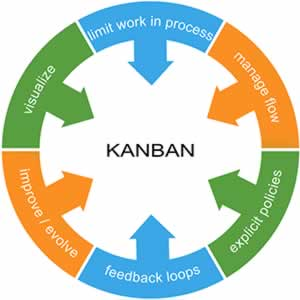 limit work in process
manage flow
explicit policies
feedback loops
improve / evolve
visualize
KANBAN